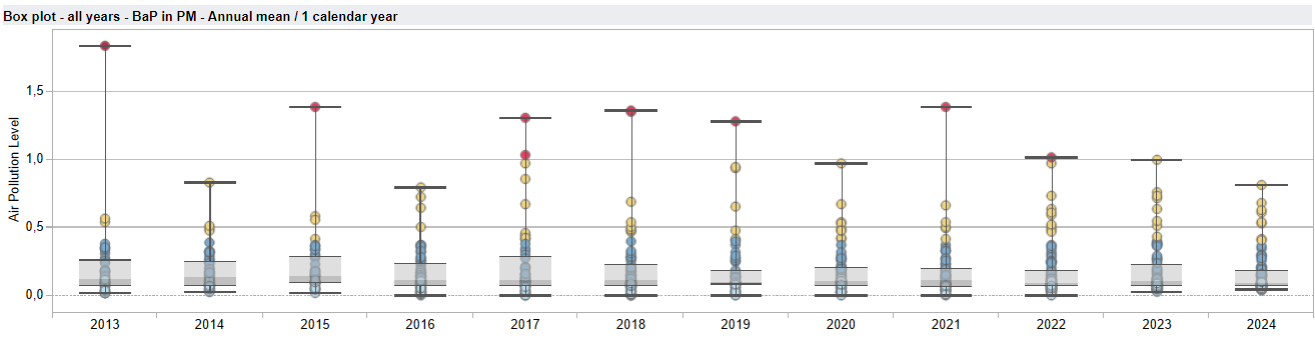 Box plot - all years - BaP in PM - Annual mean / 1 calendar year
Air Pollution Level
1,5
1,0
0,5
0,0
2013 2014 2015 2016 2017 2018 2019 2020 2021 2022 2023 2024